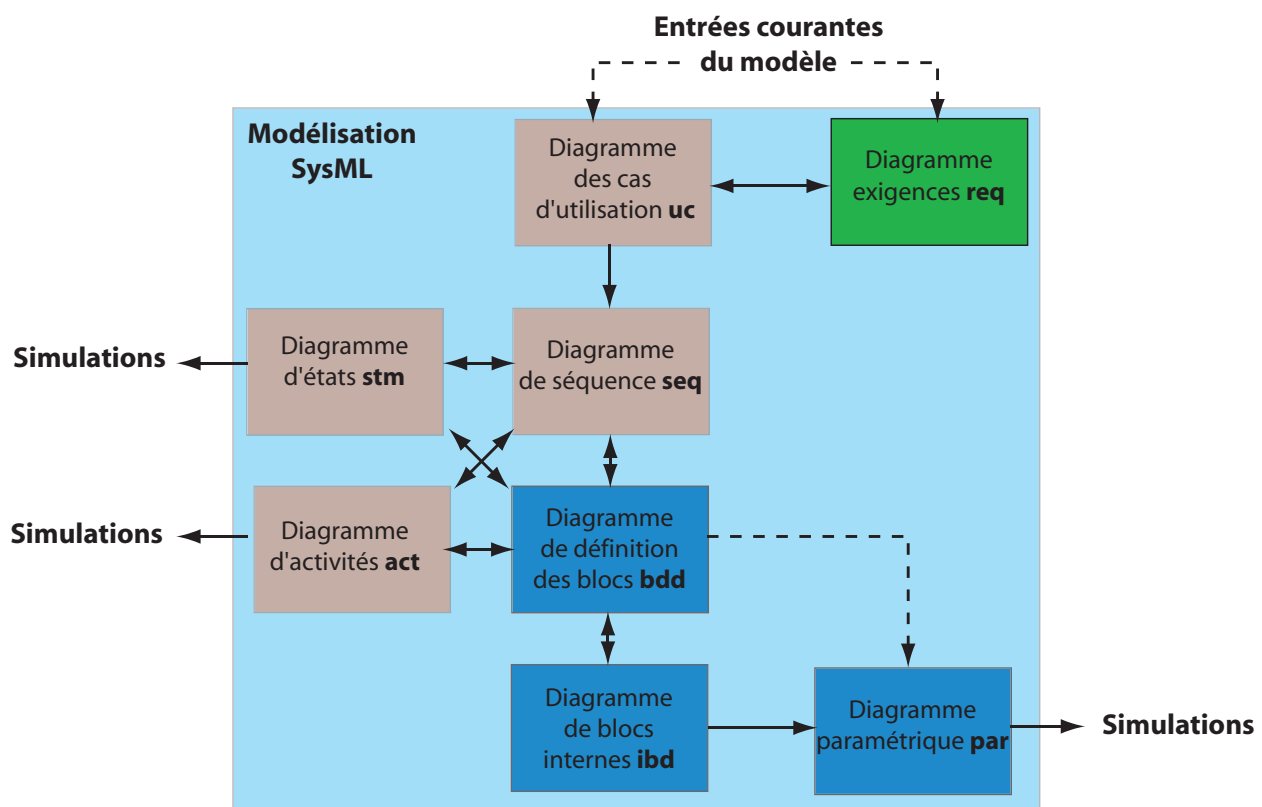 Entrées courantes
du modèle
Modélisation
SysML
Diagramme
des cas
d'utilisation uc
Diagramme
exigences req
Simulations
Diagramme
d'états stm
Diagramme
de séquence seq
Simulations
Diagramme
d'activités act
Diagramme
de définition
des blocs bdd
Diagramme
de blocs
internes ibd
Diagramme
paramétrique par
Simulations